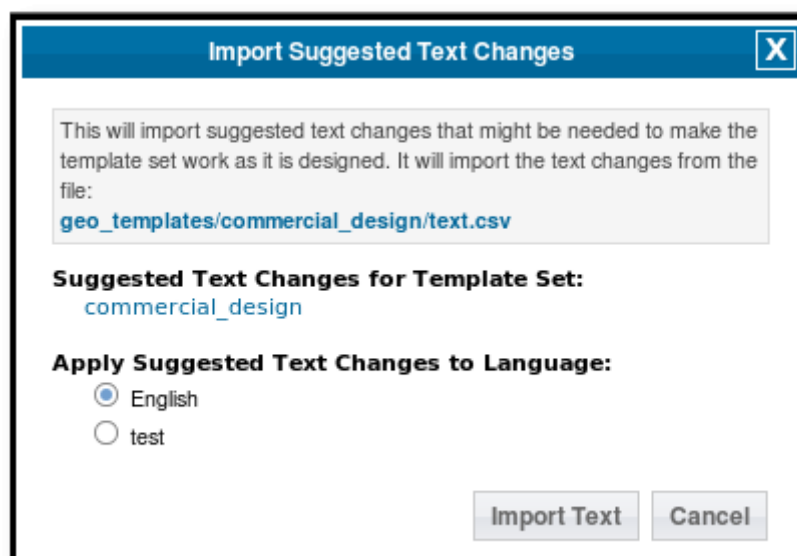 Import Suggested Text Changes
X
This will import suggested text changes that might be needed to make the
template set work as it is designed. It will import the text changes from the
file:
geo_templates/commercial_design/text.csv
Suggested Text Changes for Template Set:
commercial_design
Apply Suggested Text Changes to Language:
English
test
Import Text Cancel